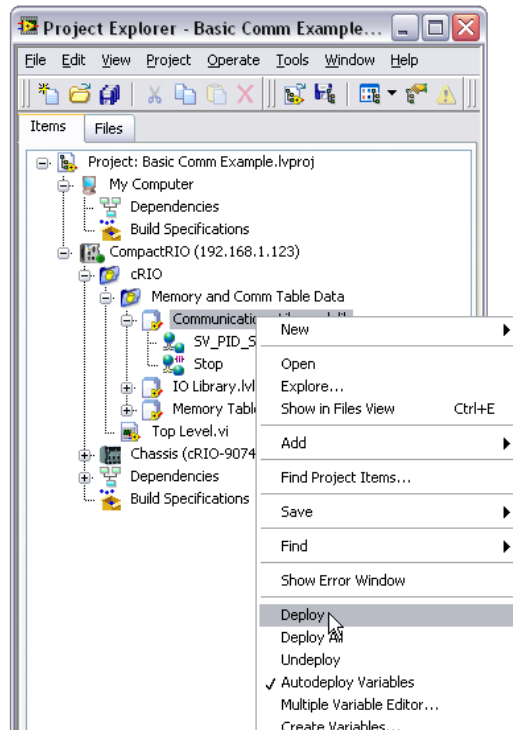 Project Explorer - Basic Comm Example...
File Edit View Project Operate Tools Window Help
Items Files
Project: Basic Comm Example.lvproj
My Computer
Dependencies
Build Specifications
CompactRIO (192.168.1.123)
cRIO
Memory and Comm Table Data
SV_PID_S
Stop
IO Library.lvl
Memory Tabl
Top Level.vi
Chassis (cRIO-9074
Dependencies
Build Specifications
New
Open
Explore...
Show in Files View Ctrl+E
Add
Find Project Items...
Save
Find
Show Error Window
Deploy
Deploy All
Undeploy
Autodeploy Variables
Multiple Variable Editor...
Create Variables...